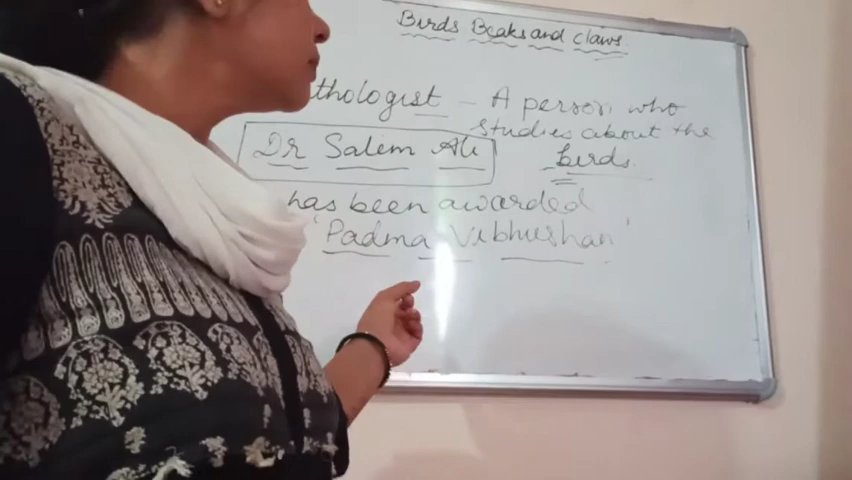 Birds Beaks and claws
thologist - A person who
studies about the
birds.
Dr Salem Ali
has been awarded
'Padma Vibhushan'